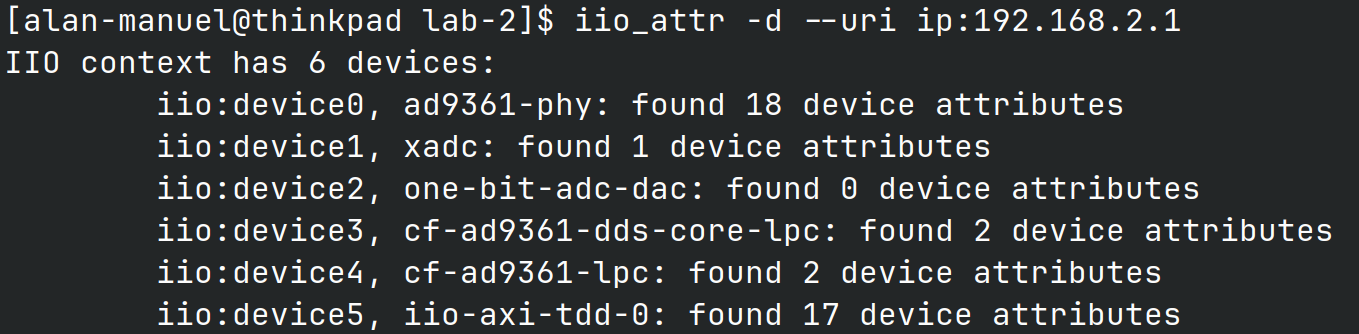 [alan-manuel@thinkpad lab-2]$ iio_attr -d --uri ip:192.168.2.1
IIO context has 6 devices:
iio:device0, ad9361-phy: found 18 device attributes
iio:device1, xadc: found 1 device attributes
iio:device2, one-bit-adc-dac: found 0 device attributes
iio:device3, cf-ad9361-dds-core-lpc: found 2 device attributes
iio:device4, cf-ad9361-lpc: found 2 device attributes
iio:device5, iio-axi-tdd-0: found 17 device attributes